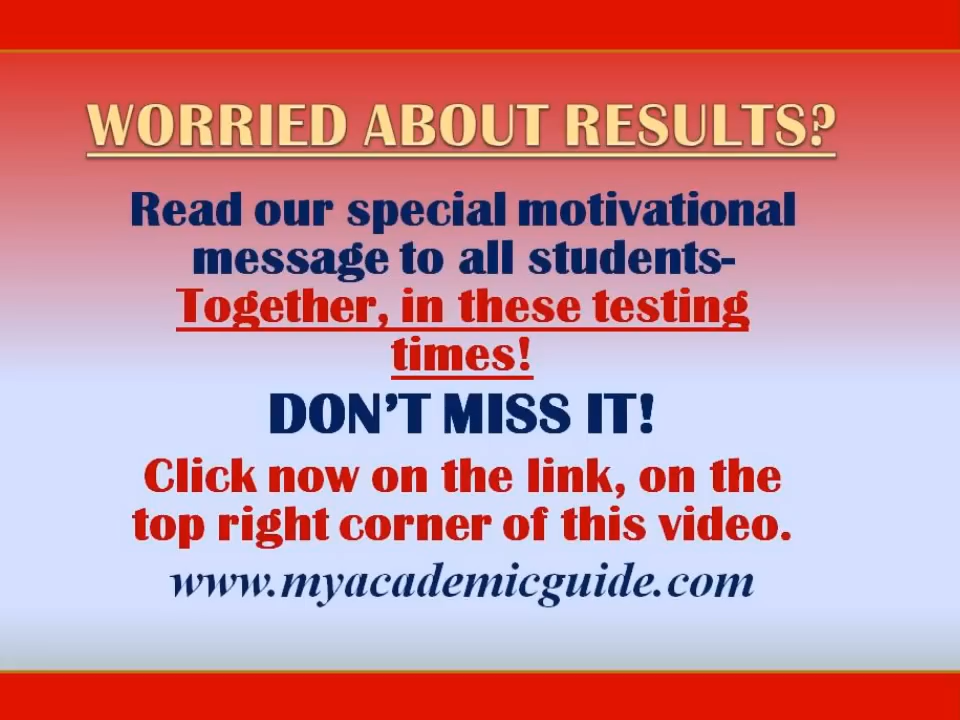 WORRIED ABOUT RESULTS?
Read our special motivational
message to all students-
Together, in these testing
times!
DON'T MISS IT!
Click now on the link, on the
top right corner of this video.
www.myacademicguide.com